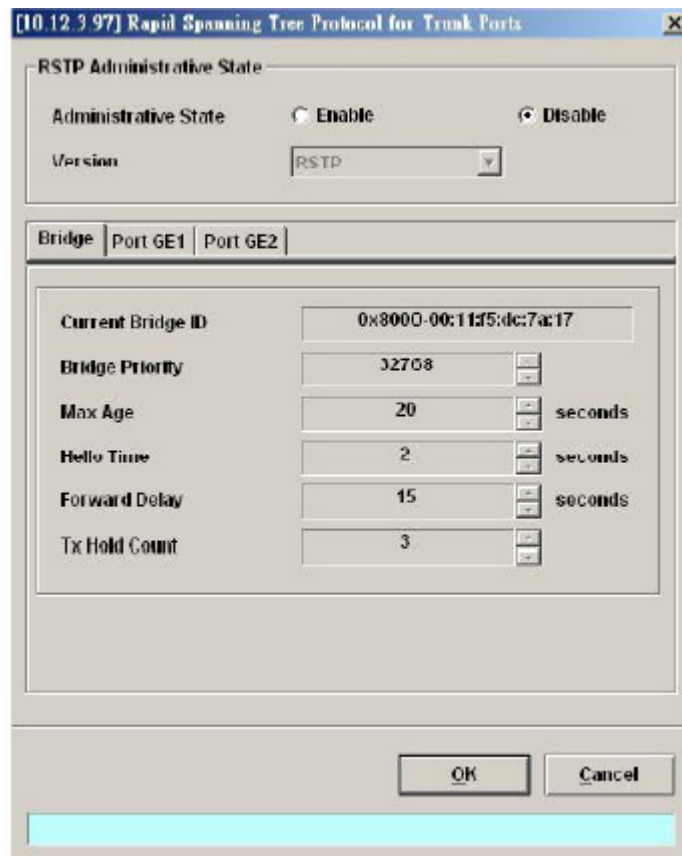 [10.12.3.97] Rapid Spanning Tree Protocol for Trunk Ports
RSTP Administrative State
Administrative State Enable Disable
Version RSTP
Bridge Port GE1 Port GE2
Current Bridge ID 0x8000-00:11:f5:dc:7a:17
Bridge Priority 32768
Max Age 20 seconds
Hello Time 2 seconds
Forward Delay 15 seconds
Tx Hold Count 3
OK Cancel